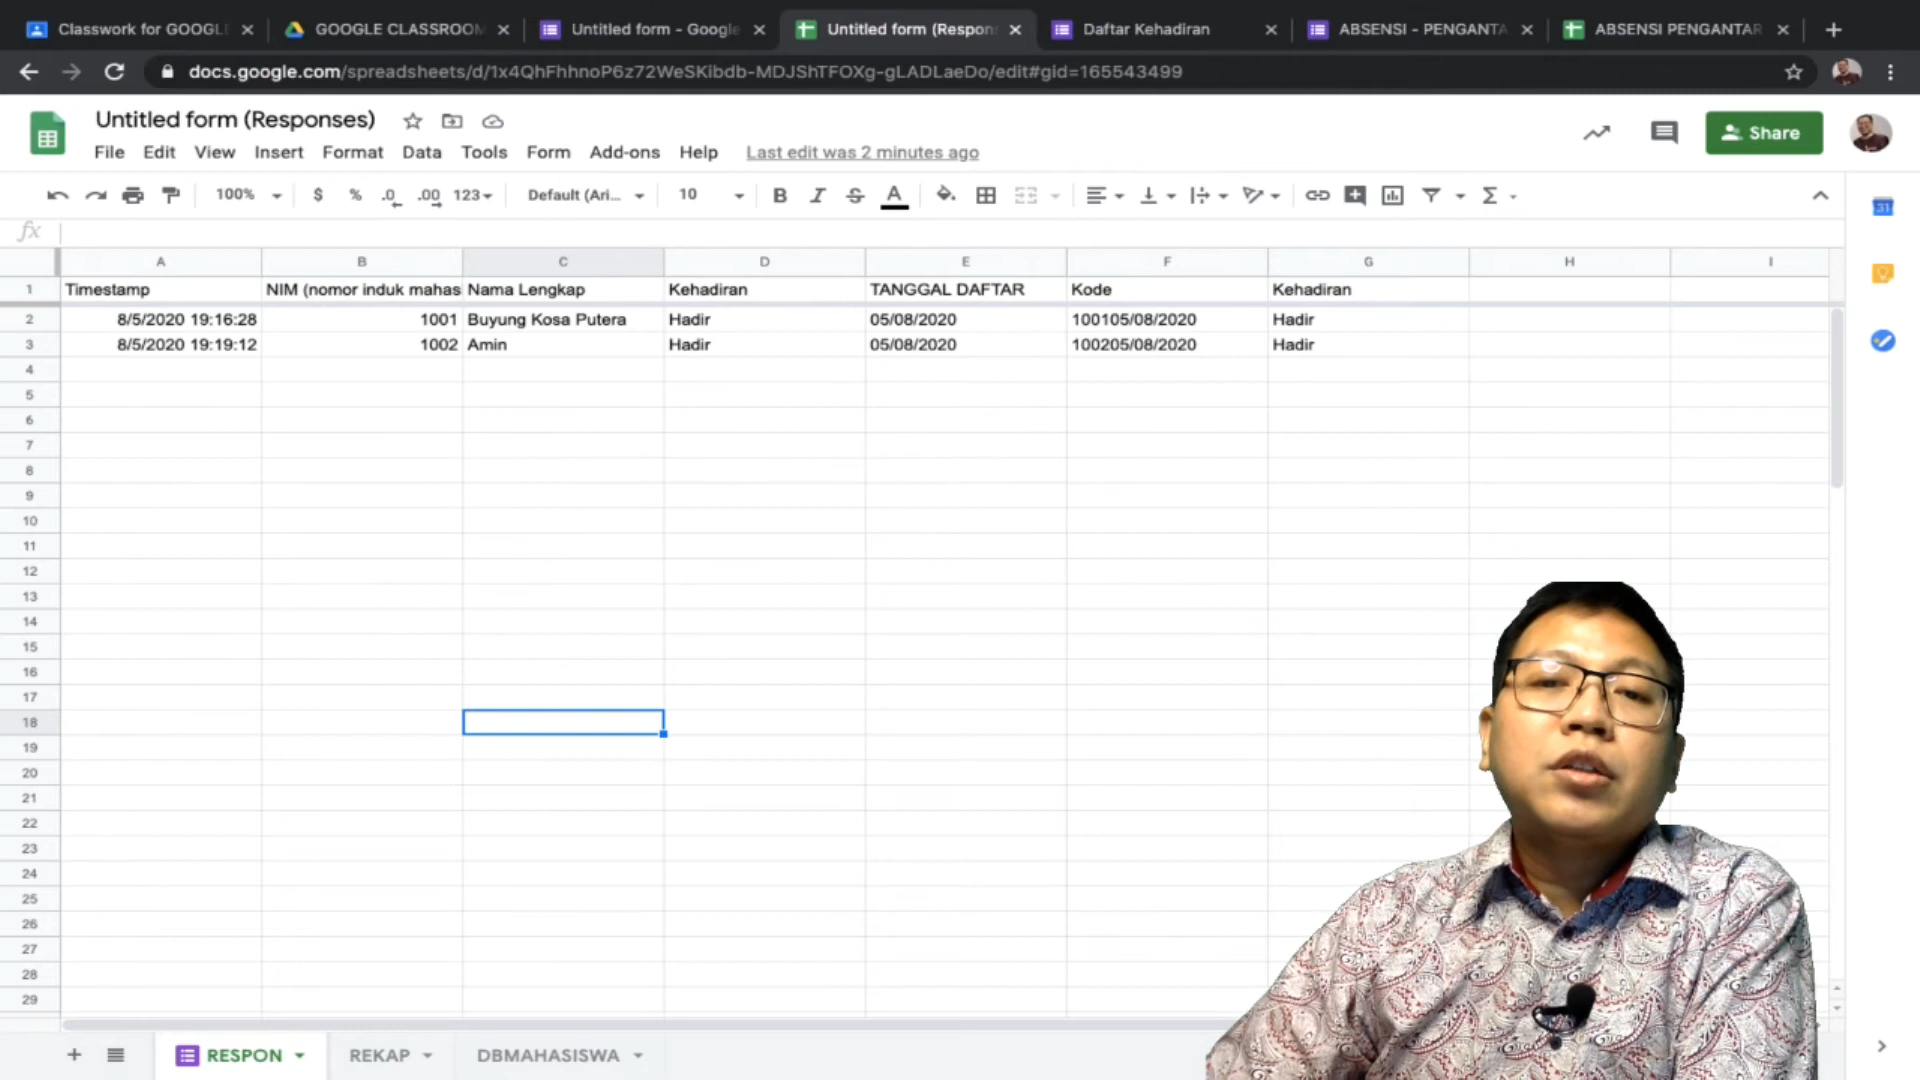 Classwork for GOOGLE
GOOGLE CLASSROOM
Untitled form - Google
Untitled form (Respon
Daftar Kehadiran
ABSENSI - PENGANTA
ABSENSI PENGANTAR
docs.google.com/spreadsheets/d/1x4QhFhhnoP6z72WeSKibdb-MDJShTFOXg-gLADLaeDo/edit#gid=165543499
Untitled form (Responses)
Share
File Edit View Insert Format Data Tools Form Add-ons Help Last edit was 2 minutes ago
100% $ % .0 .00 123 Default (Ari... 10 B I S A Σ
31
fx
A B C D E F G H I
1 Timestamp NIM (nomor induk mahas Nama Lengkap Kehadiran TANGGAL DAFTAR Kode Kehadiran
2 8/5/2020 19:16:28 1001 Buyung Kosa Putera Hadir 05/08/2020 100105/08/2020 Hadir
3 8/5/2020 19:19:12 1002 Amin Hadir 05/08/2020 100205/08/2020 Hadir
4
5
6
7
8
9
10
11
12
13
14
15
16
17
18
19
20
21
22
23
24
25
26
27
28
29
RESPON REKAP DBMAHASISWA